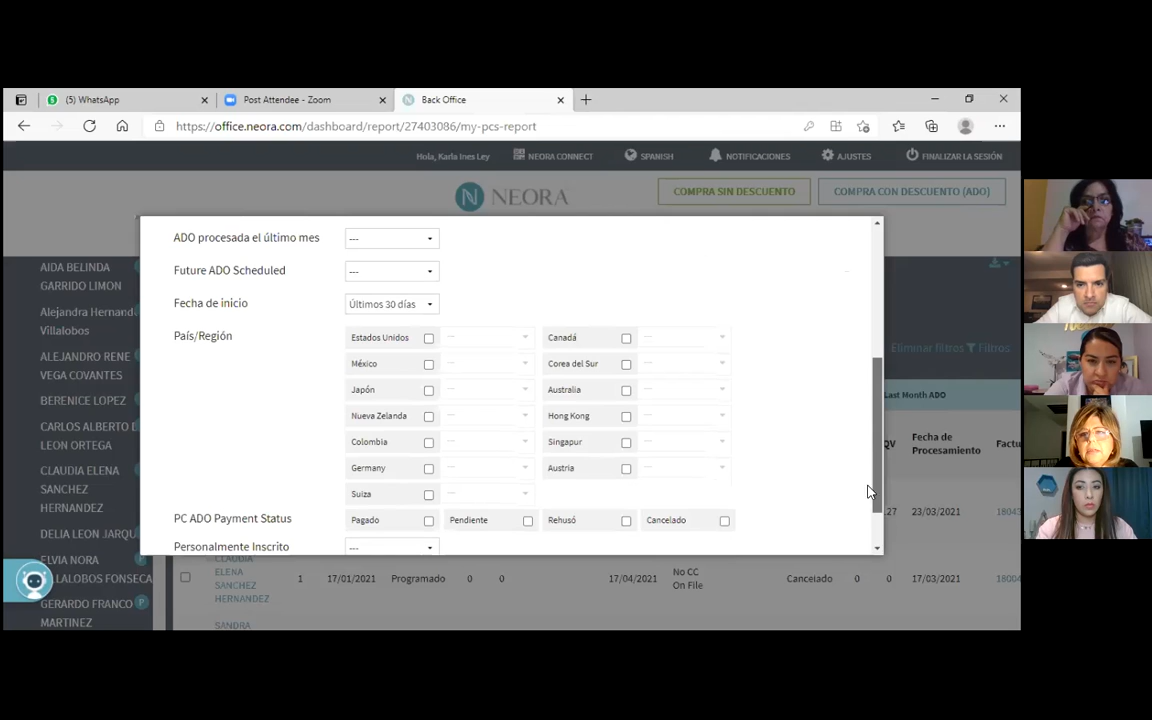 (5) WhatsApp
Post Attendee - Zoom
Back Office
https://office.neora.com/dashboard/report/27403086/my-pcs-report
Hola, Karla Ines Ley
NEORA CONNECT
SPANISH
NOTIFICACIONES
AJUSTES
FINALIZAR LA SESIÓN
N NEORA
COMPRA SIN DESCUENTO
COMPRA CON DESCUENTO (ADO)
AIDA BELINDA
GARRIDO LIMON
Alejandra Hernand
Villalobos
ALEJANDRO RENE
VEGA COVANTES
BERENICE LOPEZ
CARLOS ALBERTO
LEON ORTEGA
CLAUDIA ELENA
SANCHEZ
HERNANDEZ
DELIA LEON JARQU
ELVIA NORA
LLALOBOS FONSECA
GERARDO FRANCO P
MARTINEZ
ADO procesada el último mes ---
Future ADO Scheduled ---
Fecha de inicio Últimos 30 días
País/Región
Estados Unidos --- Canadá ---
México --- Corea del Sur ---
Japón --- Australia ---
Nueva Zelanda --- Hong Kong ---
Colombia --- Singapur ---
Germany --- Austria ---
Suiza ---
PC ADO Payment Status Pagado Pendiente Rehusó Cancelado
Personalmente Inscrito ---
Eliminar filtros Filtros
Last Month ADO
QV Fecha de
Procesamiento Factu
.27 23/03/2021 18043
CLAUDIA
ELENA
SANCHEZ
HERNANDEZ
1 17/01/2021 Programado 0 0 17/04/2021 No CC
On File Cancelado 0 0 17/03/2021 18004
SANDRA